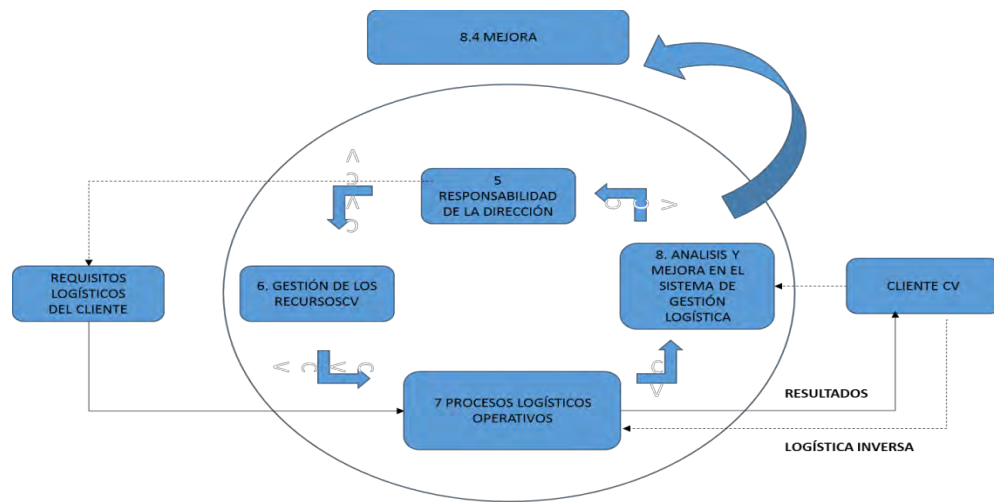 8.4 MEJORA
5
RESPONSABILIDAD
DE LA DIRECCIÓN
REQUISITOS
LOGÍSTICOS
DEL CLIENTE
6. GESTIÓN DE LOS
RECURSOSCV
8. ANALISIS Y
MEJORA EN EL
SISTEMA DE
GESTIÓN
LOGÍSTICA
CLIENTE CV
7 PROCESOS LOGÍSTICOS
OPERATIVOS
RESULTADOS
LOGÍSTICA INVERSA